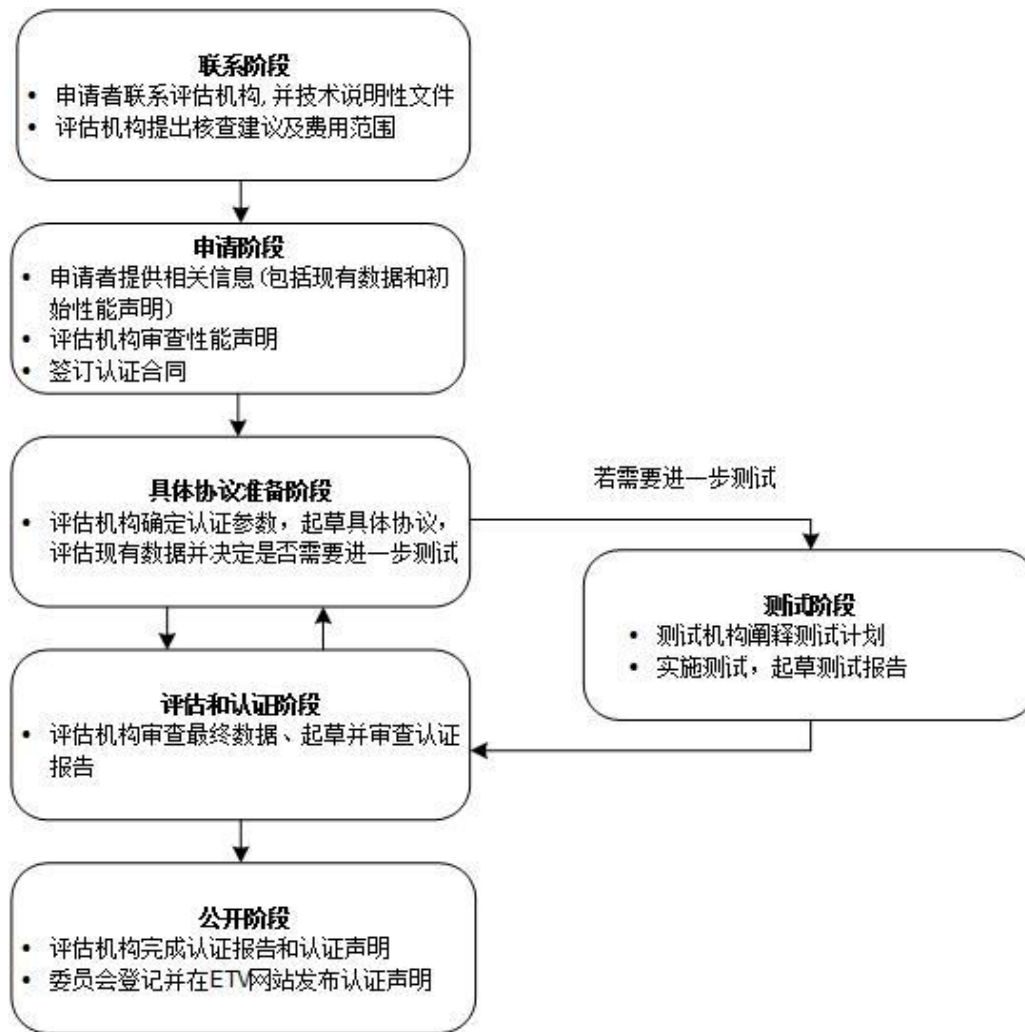 联系阶段
• 申请者联系评估机构, 并技术说明性文件
• 评估机构提出核查建议及费用范围
申请阶段
• 申请者提供相关信息(包括现有数据和初
始性能声明)
• 评估机构审查性能声明
• 签订认证合同
具体协议准备阶段
• 评估机构确定认证参数，起草具体协议，
评估现有数据并决定是否需要进一步测试
若需要进一步测试
测试阶段
• 测试机构阐释测试计划
• 实施测试，起草测试报告
评估和认证阶段
• 评估机构审查最终数据、起草并审查认证
报告
公开阶段
• 评估机构完成认证报告和认证声明
• 委员会登记并在ETV网站发布认证声明